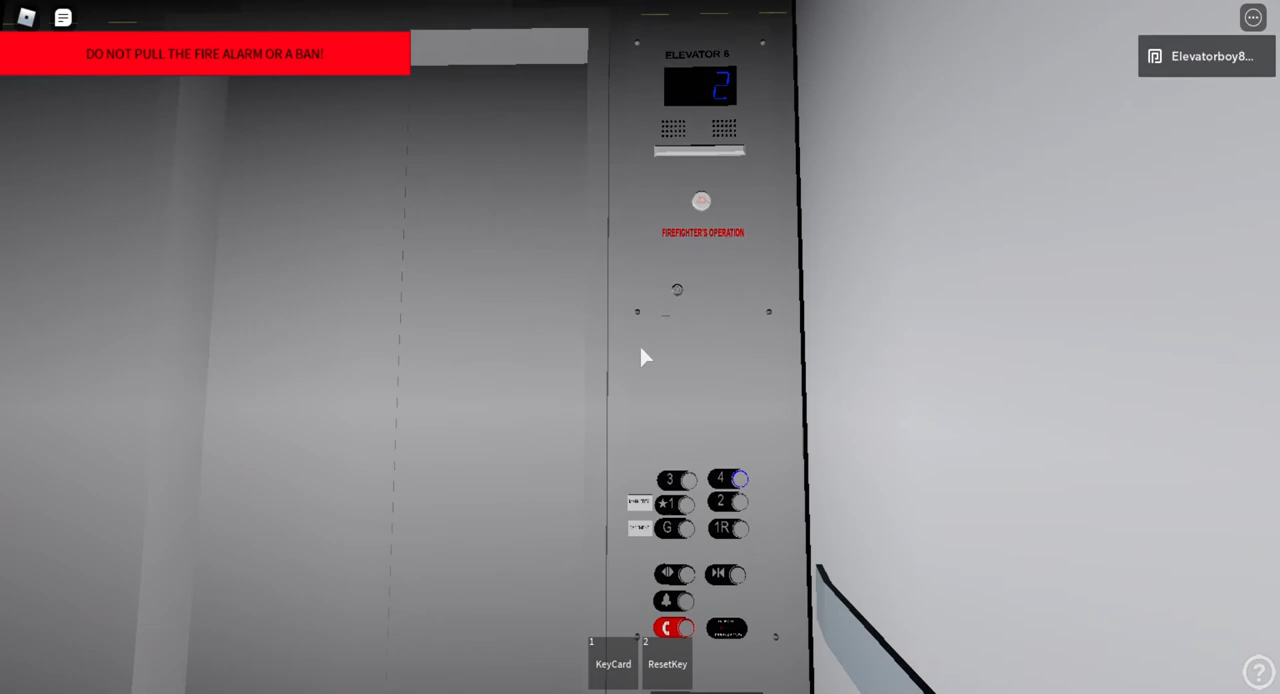 DO NOT PULL THE FIRE ALARM OR A BAN!
Elevatorboy8...
ELEVATOR 6
2
FIREFIGHTER'S OPERATION
3
4
★1
2
G
1R
1
KeyCard
2
ResetKey
?